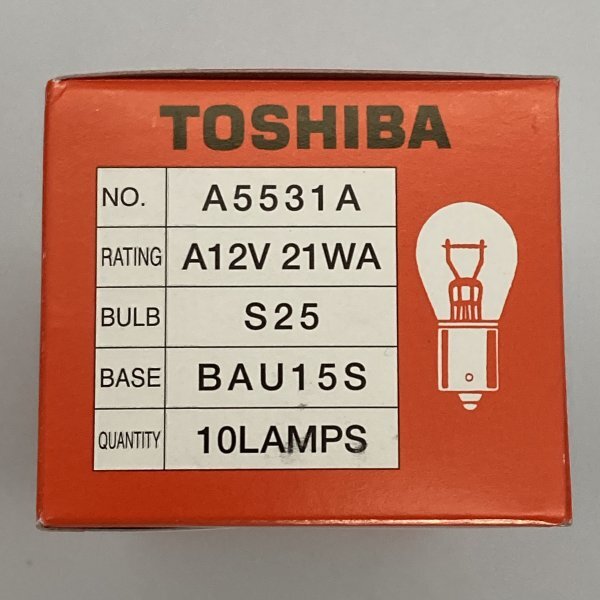 TOSHIBA
NO. A5531A
RATING A12V 21WA
BULB S25
BASE BAU15S
QUANTITY 10LAMPS